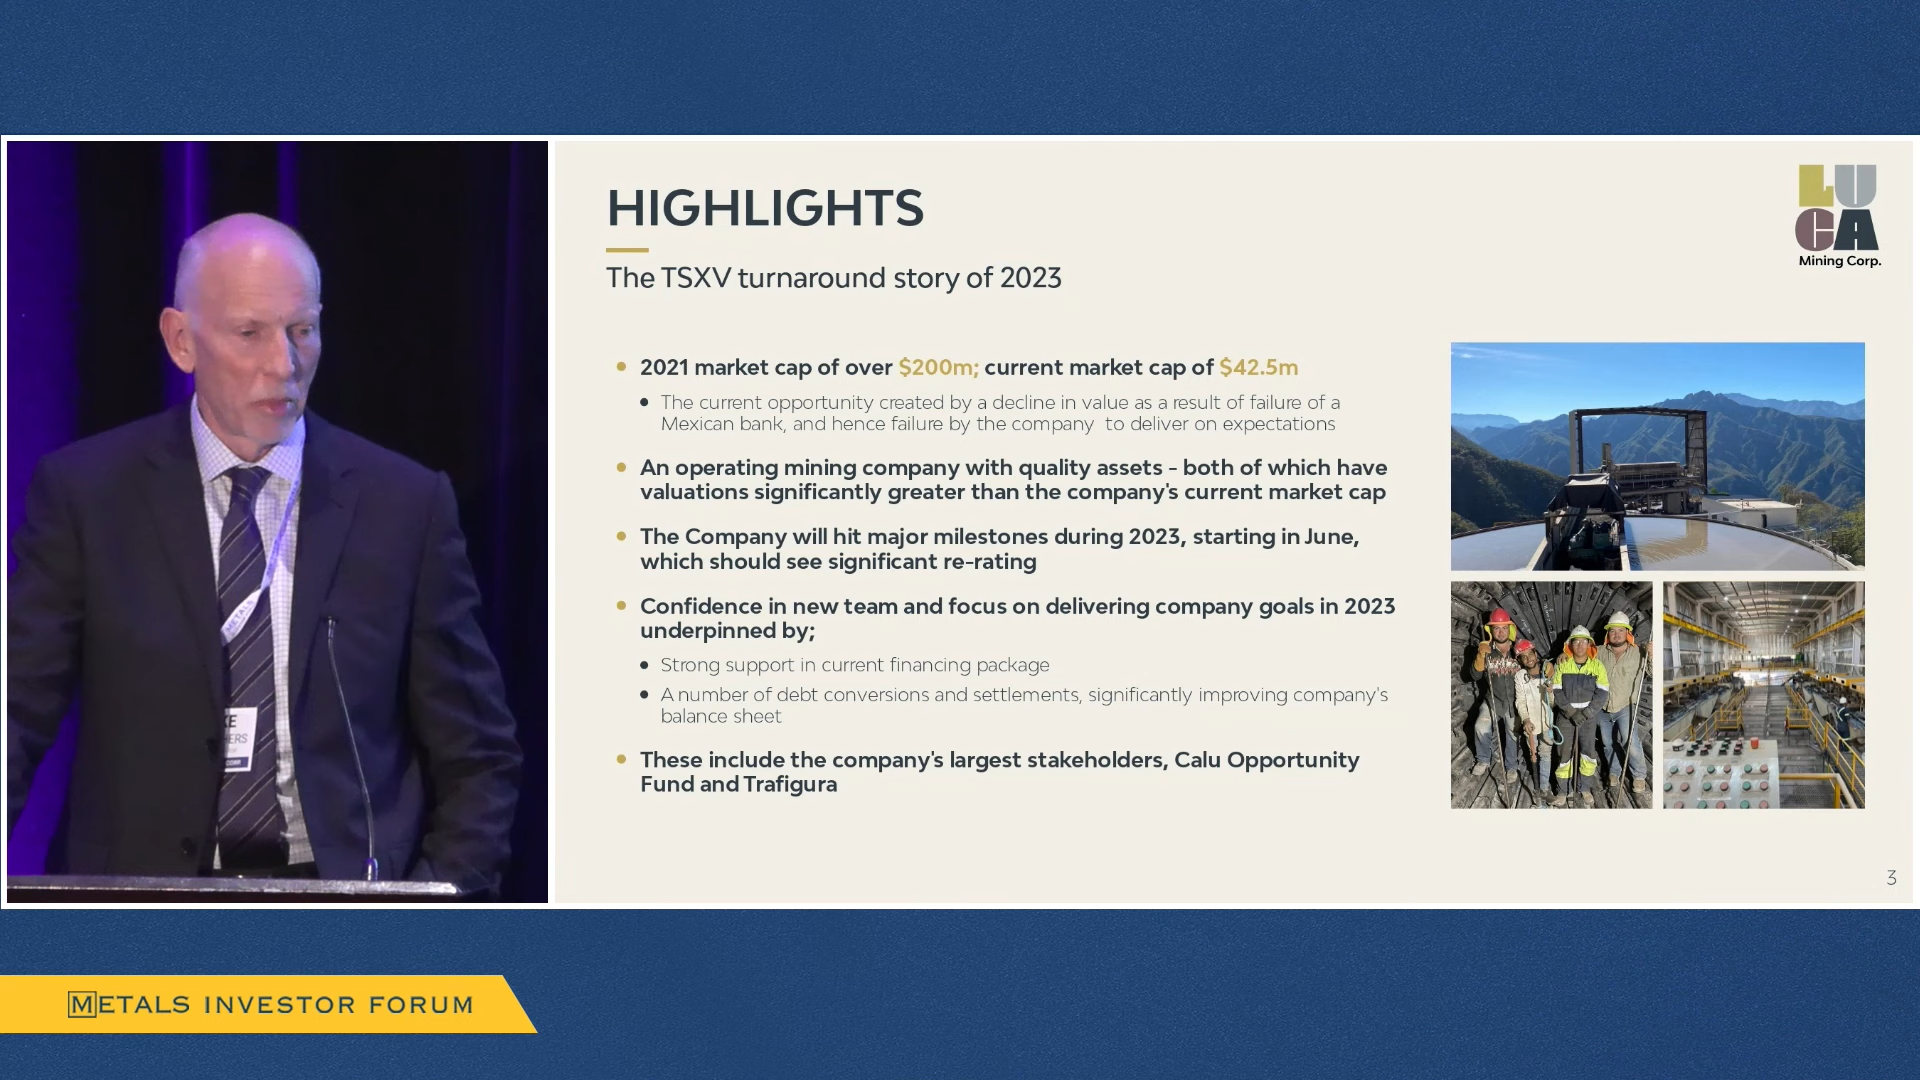 HIGHLIGHTS
The TSXV turnaround story of 2023
LUCA
Mining Corp.
2021 market cap of over $200m; current market cap of $42.5m
The current opportunity created by a decline in value as a result of failure of a
Mexican bank, and hence failure by the company to deliver on expectations
An operating mining company with quality assets - both of which have
valuations significantly greater than the company's current market cap
The Company will hit major milestones during 2023, starting in June,
which should see significant re-rating
Confidence in new team and focus on delivering company goals in 2023
underpinned by;
Strong support in current financing package
A number of debt conversions and settlements, significantly improving company's
balance sheet
These include the company's largest stakeholders, Calu Opportunity
Fund and Trafigura
3
METALS
KE
HERS
METALS INVESTOR FORUM